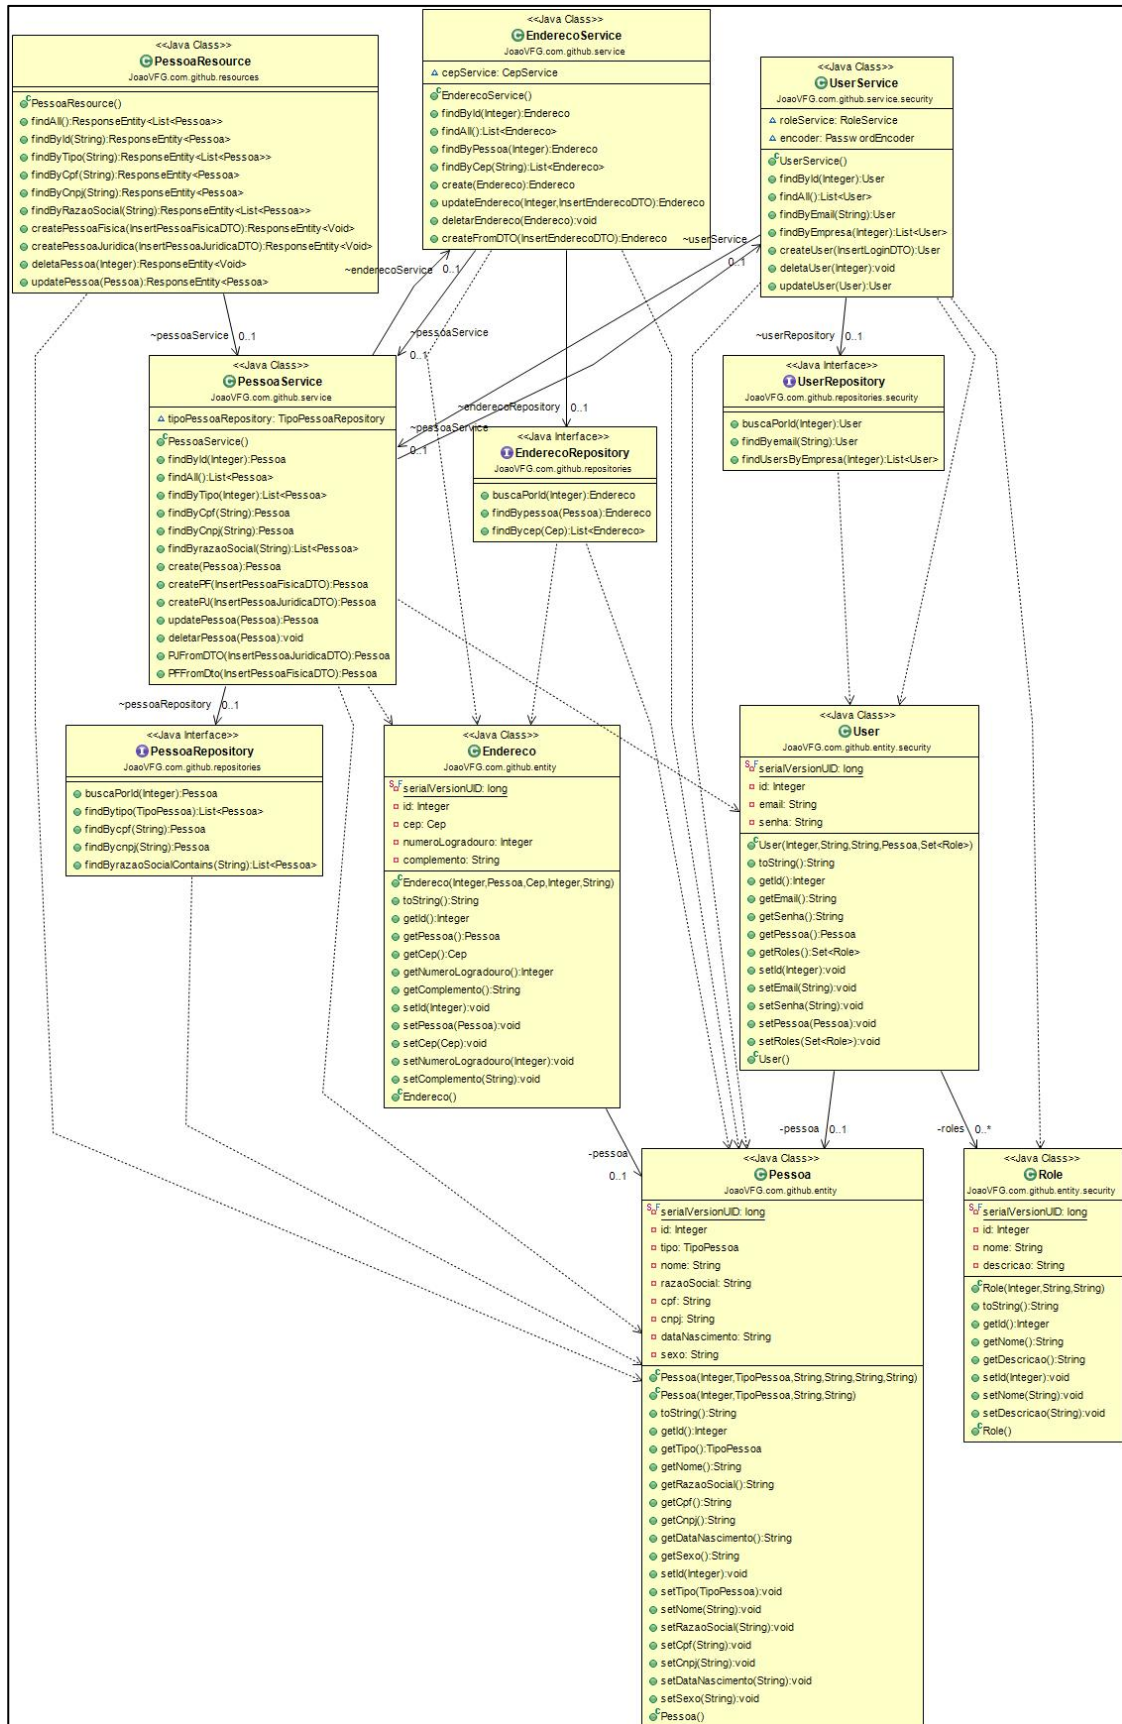 <<Java Class>>
PessoaResource
JoaoVFG.com.github.resources
PessoaResource()
findAll():ResponseEntity<List<Pessoa>>
findById(String):ResponseEntity<Pessoa>
findByTipo(String):ResponseEntity<List<Pessoa>>
findByCpf(String):ResponseEntity<Pessoa>
findByCnpj(String):ResponseEntity<Pessoa>
findByRazaoSocial(String):ResponseEntity<List<Pessoa>>
createPessoaFisica(InsertPessoaFisicaDTO):ResponseEntity<Void>
createPessoaJuridica(InsertPessoaJuridicaDTO):ResponseEntity<Void>
deletaPessoa(Integer):ResponseEntity<Void>
updatePessoa(Pessoa):ResponseEntity<Pessoa>
<<Java Class>>
EnderecoService
JoaoVFG.com.github.service
cepService: CepService
EnderecoService()
findById(Integer):Endereco
findAll():List<Endereco>
findByPessoa(Integer):Endereco
findByCep(String):List<Endereco>
create(Endereco):Endereco
updateEndereco(Integer,InsertEnderecoDTO):Endereco
deletarEndereco(Endereco):void
createFromDTO(InsertEnderecoDTO):Endereco
<<Java Class>>
UserService
JoaoVFG.com.github.service.security
roleService: RoleService
encoder: PasswordEncoder
UserService()
findById(Integer):User
findAll():List<User>
findByEmail(String):User
findByEmpresa(Integer):List<User>
createUser(InsertLoginDTO):User
deletaUser(Integer):void
updateUser(User):User
~userService
0..1
~enderecoService
0..1
~pessoaService
0..1
~pessoaService
0..1
~userRepository
0..1
~enderecoRepository
0..1
~pessoaService
0..1
<<Java Class>>
PessoaService
JoaoVFG.com.github.service
tipoPessoaRepository: TipoPessoaRepository
PessoaService()
findById(Integer):Pessoa
findAll():List<Pessoa>
findByTipo(Integer):List<Pessoa>
findByCpf(String):Pessoa
findByCnpj(String):Pessoa
findByrazaoSocial(String):List<Pessoa>
create(Pessoa):Pessoa
createPF(InsertPessoaFisicaDTO):Pessoa
createPJ(InsertPessoaJuridicaDTO):Pessoa
updatePessoa(Pessoa):Pessoa
deletarPessoa(Pessoa):void
PJFromDTO(InsertPessoaJuridicaDTO):Pessoa
PFFromDto(InsertPessoaFisicaDTO):Pessoa
<<Java Interface>>
EnderecoRepository
JoaoVFG.com.github.repositories
buscaPorId(Integer):Endereco
findBypessoa(Pessoa):Endereco
findBycep(Cep):List<Endereco>
<<Java Interface>>
UserRepository
JoaoVFG.com.github.repositories.security
buscaPorId(Integer):User
findByemail(String):User
findUsersByEmpresa(Integer):List<User>
~pessoaRepository
0..1
<<Java Interface>>
PessoaRepository
JoaoVFG.com.github.repositories
buscaPorId(Integer):Pessoa
findBytipo(TipoPessoa):List<Pessoa>
findBycpf(String):Pessoa
findBycnpj(String):Pessoa
findByrazaoSocialContains(String):List<Pessoa>
<<Java Class>>
Endereco
JoaoVFG.com.github.entity
serialVersionUID: long
id: Integer
cep: Cep
numeroLogradouro: Integer
complemento: String
Endereco(Integer,Pessoa,Cep,Integer,String)
toString():String
getId():Integer
getPessoa():Pessoa
getCep():Cep
getNumeroLogradouro():Integer
getComplemento():String
setId(Integer):void
setPessoa(Pessoa):void
setCep(Cep):void
setNumeroLogradouro(Integer):void
setComplemento(String):void
Endereco()
<<Java Class>>
User
JoaoVFG.com.github.entity.security
serialVersionUID: long
id: Integer
email: String
senha: String
User(Integer,String,String,Pessoa,Set<Role>)
toString():String
getId():Integer
getEmail():String
getSenha():String
getPessoa():Pessoa
getRoles():Set<Role>
setId(Integer):void
setEmail(String):void
setSenha(String):void
setPessoa(Pessoa):void
setRoles(Set<Role>):void
User()
-pessoa
0..1
-pessoa
0..1
-roles
0..*
<<Java Class>>
Pessoa
JoaoVFG.com.github.entity
serialVersionUID: long
id: Integer
tipo: TipoPessoa
nome: String
razaoSocial: String
cpf: String
cnpj: String
dataNascimento: String
sexo: String
Pessoa(Integer,TipoPessoa,String,String,String,String)
Pessoa(Integer,TipoPessoa,String,String)
toString():String
getId():Integer
getTipo():TipoPessoa
getNome():String
getRazaoSocial():String
getCpf():String
getCnpj():String
getDataNascimento():String
getSexo():String
setId(Integer):void
setTipo(TipoPessoa):void
setNome(String):void
setRazaoSocial(String):void
setCpf(String):void
setCnpj(String):void
setDataNascimento(String):void
setSexo(String):void
Pessoa()
<<Java Class>>
Role
JoaoVFG.com.github.entity.security
serialVersionUID: long
id: Integer
nome: String
descricao: String
Role(Integer,String,String)
toString():String
getId():Integer
getNome():String
getDescricao():String
setId(Integer):void
setNome(String):void
setDescricao(String):void
Role()